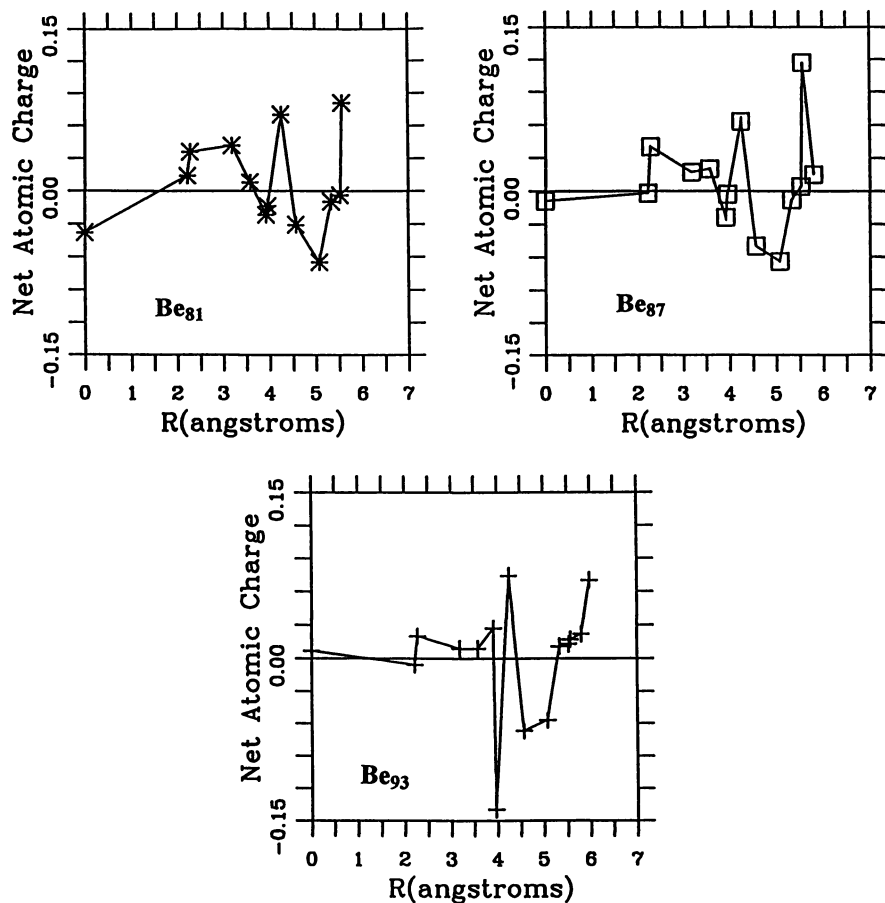 0.15
0.00
−0.15
Net Atomic Charge
Be81
0 1 2 3 4 5 6 7
R(angstroms)
0.15
0.00
−0.15
Net Atomic Charge
Be87
0 1 2 3 4 5 6 7
R(angstroms)
0.15
0.00
−0.15
Net Atomic Charge
Be93
0 1 2 3 4 5 6 7
R(angstroms)